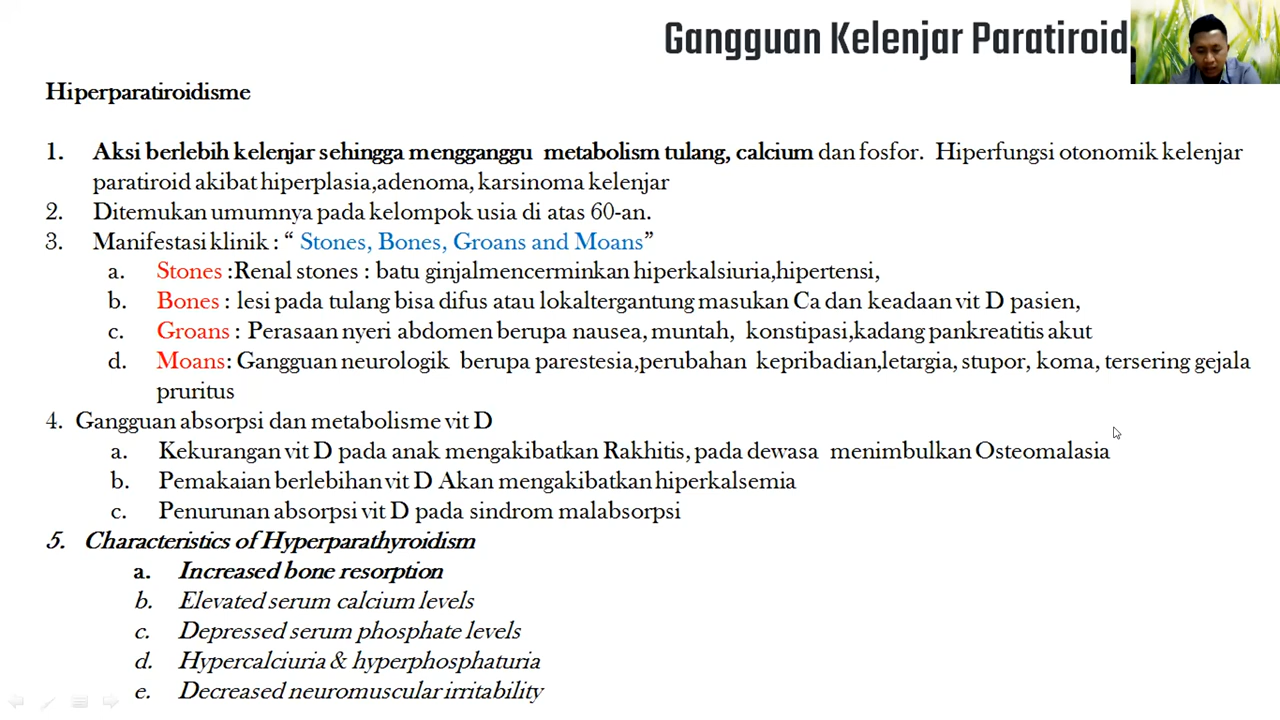 Gangguan Kelenjar Paratiroid
Hiperparatiroidisme
1. Aksi berlebih kelenjar sehingga mengganggu metabolism tulang, calcium dan fosfor. Hiperfungsi otonomik kelenjar
paratiroid akibat hiperplasia,adenoma, karsinoma kelenjar
2. Ditemukan umumnya pada kelompok usia di atas 60-an.
3. Manifestasi klinik : “ Stones, Bones, Groans and Moans”
a. Stones :Renal stones : batu ginjalmencerminkan hiperkalsiuria,hipertensi,
b. Bones : lesi pada tulang bisa difus atau lokaltergantung masukan Ca dan keadaan vit D pasien,
c. Groans : Perasaan nyeri abdomen berupa nausea, muntah, konstipasi,kadang pankreatitis akut
d. Moans: Gangguan neurologik berupa parestesia,perubahan kepribadian,letargia, stupor, koma, tersering gejala
pruritus
4. Gangguan absorpsi dan metabolisme vit D
a. Kekurangan vit D pada anak mengakibatkan Rakhitis, pada dewasa menimbulkan Osteomalasia
b. Pemakaian berlebihan vit D Akan mengakibatkan hiperkalsemia
c. Penurunan absorpsi vit D pada sindrom malabsorpsi
5. Characteristics of Hyperparathyroidism
a. Increased bone resorption
b. Elevated serum calcium levels
c. Depressed serum phosphate levels
d. Hypercalciuria & hyperphosphaturia
e. Decreased neuromuscular irritability